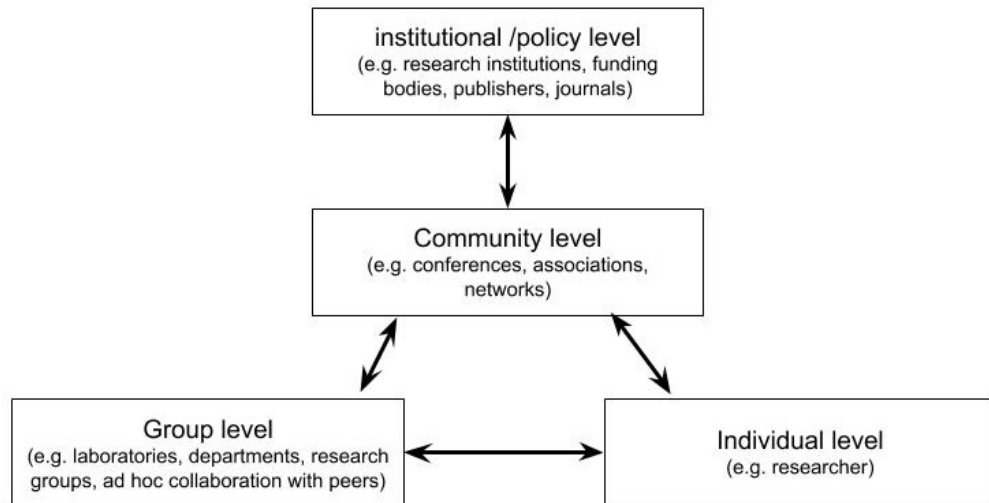 institutional /policy level
(e.g. research institutions, funding
bodies, publishers, journals)
Community level
(e.g. conferences, associations,
networks)
Group level
(e.g. laboratories, departments, research
groups, ad hoc collaboration with peers)
Individual level
(e.g. researcher)